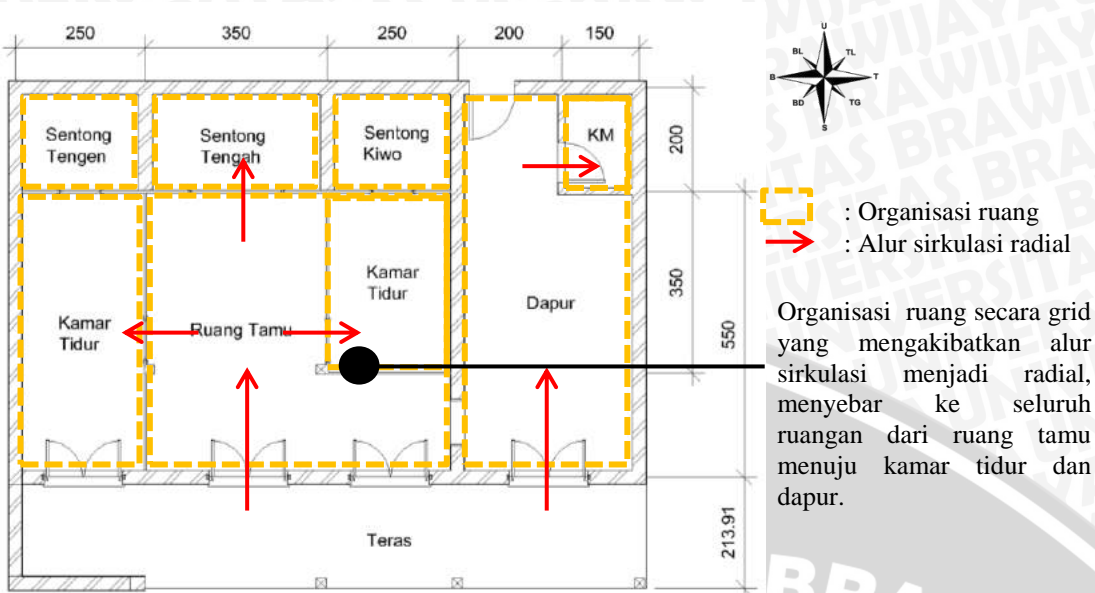 250 350 250 200 150
U
BL TL
B T
BD TG
S
Sentong
Tengen
Sentong
Tengah
Sentong
Kiwo
KM
200
Kamar
Tidur
Ruang Tamu
Kamar
Tidur
Dapur
350
550
Teras
213.91
: Organisasi ruang
: Alur sirkulasi radial
Organisasi ruang secara grid
yang mengakibatkan alur
sirkulasi menjadi radial,
menyebar ke seluruh
ruangan dari ruang tamu
menuju kamar tidur dan
dapur.